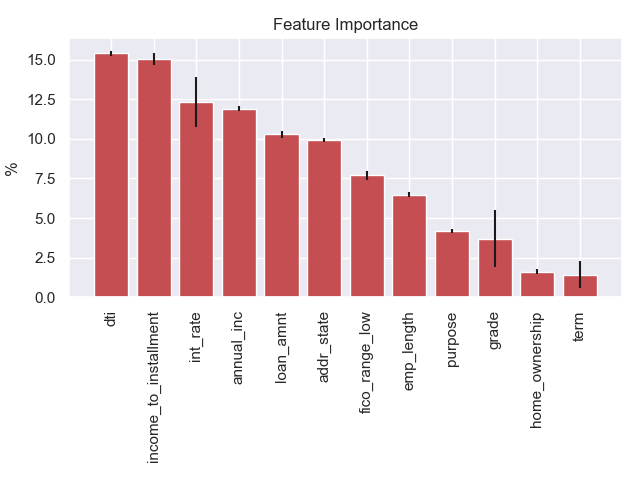 Feature Importance
%
15.0
12.5
10.0
7.5
5.0
2.5
0.0
dti
income_to_installment
int_rate
annual_inc
loan_amnt
addr_state
fico_range_low
emp_length
purpose
grade
home_ownership
term